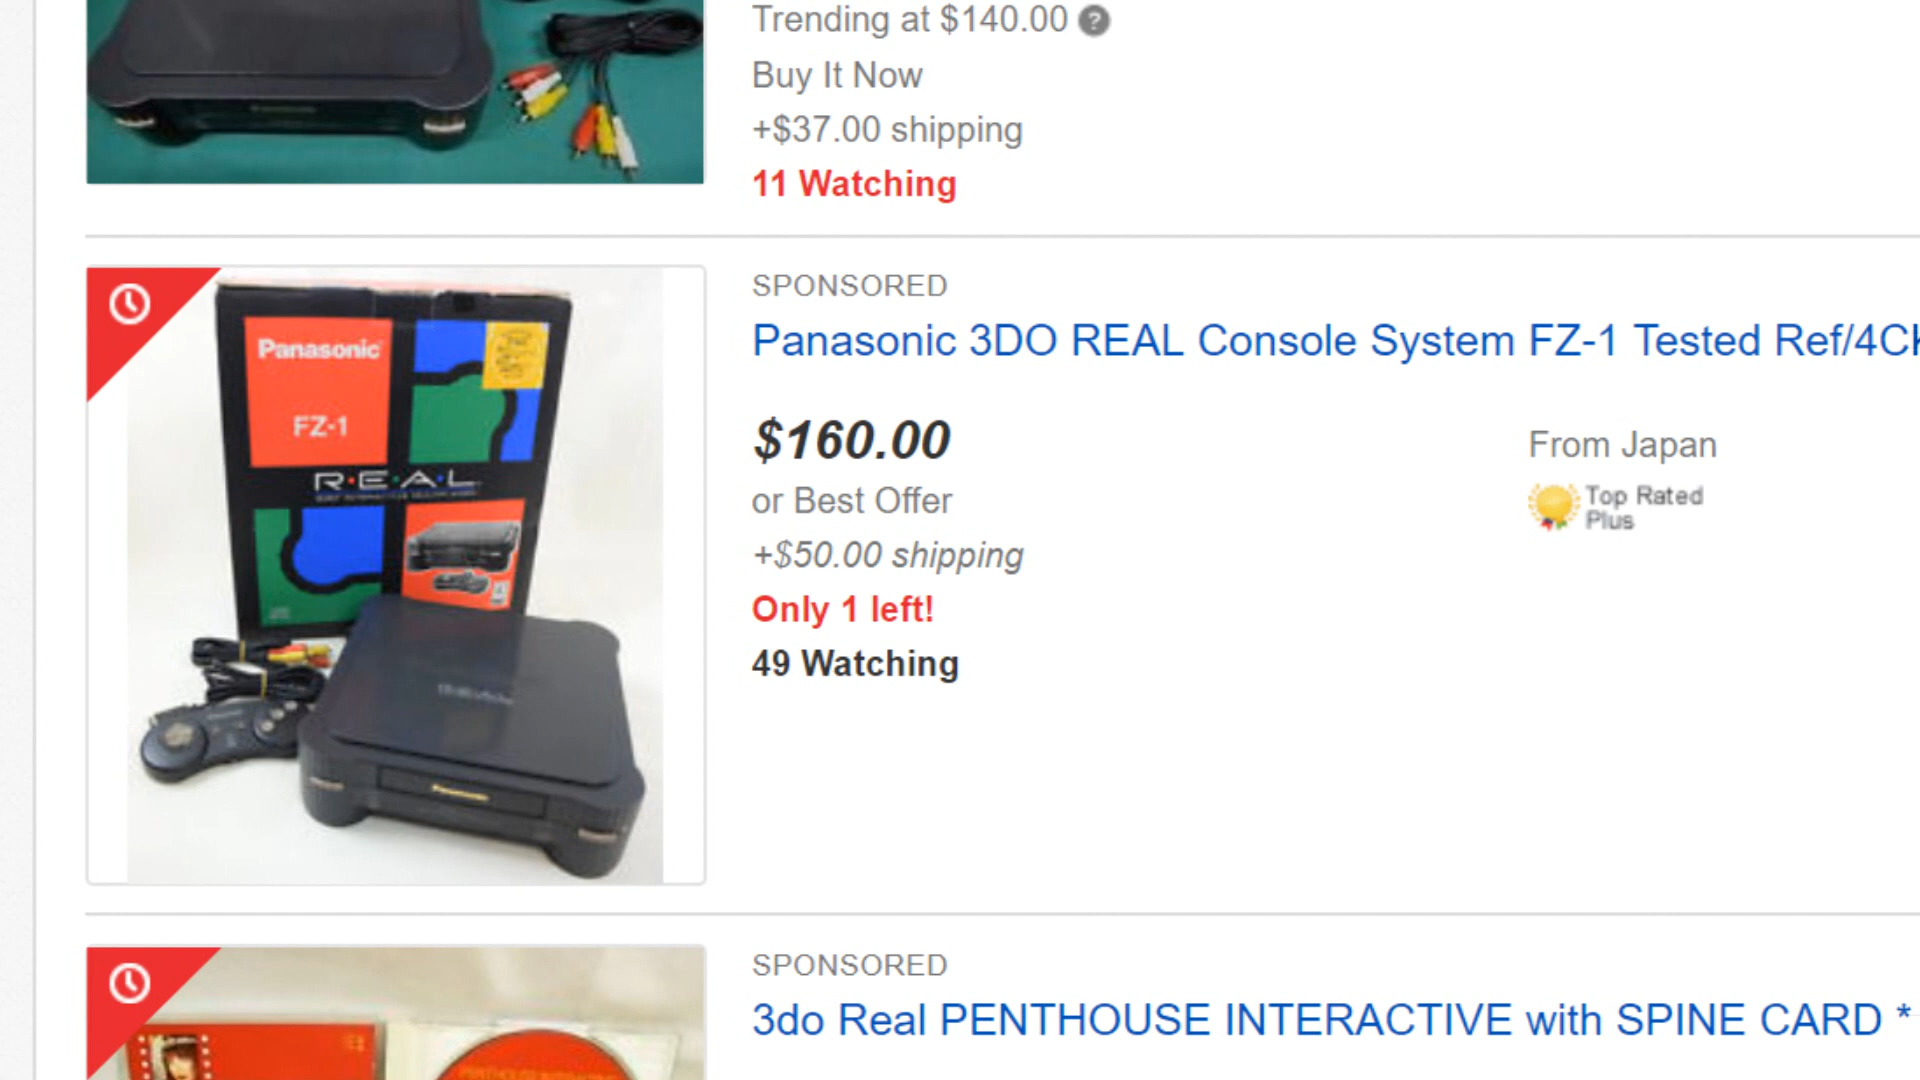 Trending at $140.00 ?
Buy It Now
+$37.00 shipping
11 Watching
SPONSORED
Panasonic 3DO REAL Console System FZ-1 Tested Ref/4CK
$160.00
or Best Offer
+$50.00 shipping
Only 1 left!
49 Watching
From Japan
Top Rated
Plus
Panasonic
FZ-1
R·E·A·L
Panasonic
SPONSORED
3do Real PENTHOUSE INTERACTIVE with SPINE CARD *